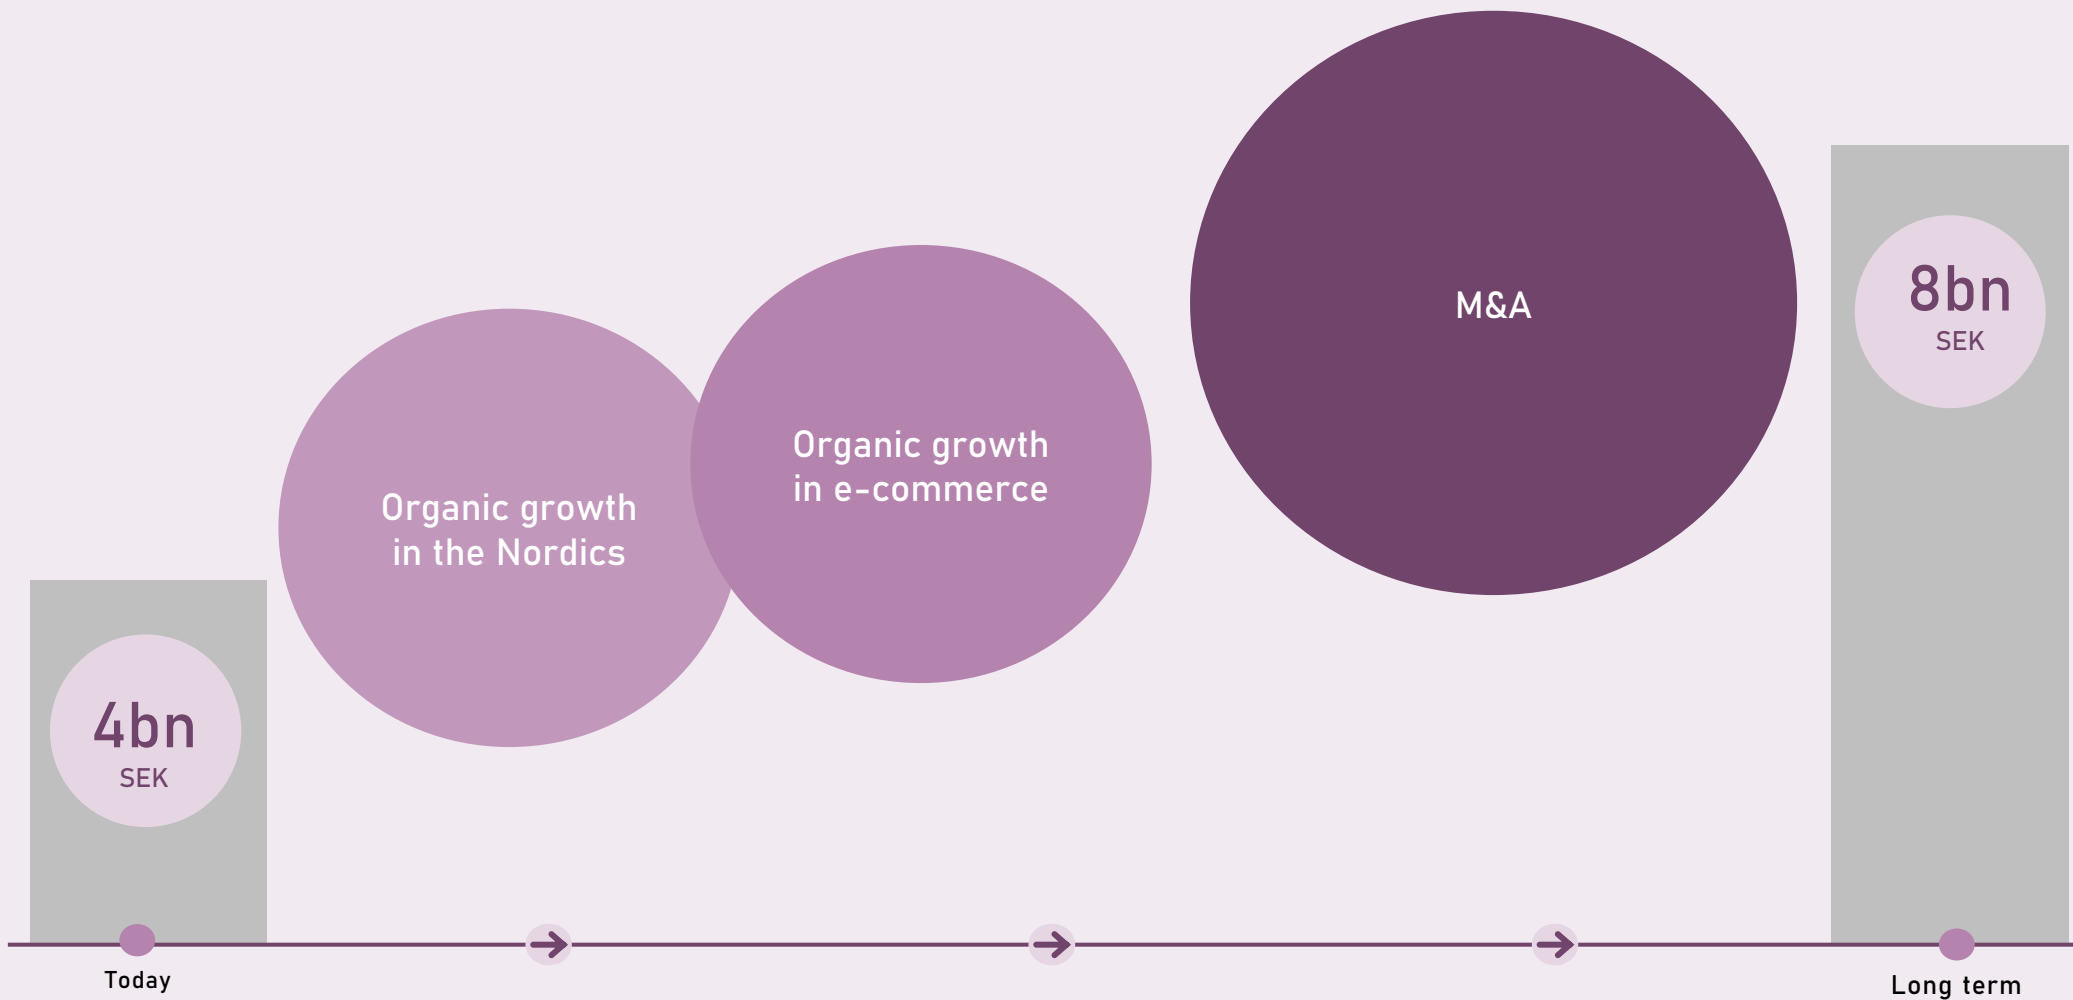 4bn
SEK
Organic growth
in the Nordics
Organic growth
in e-commerce
M&A
8bn
SEK
Today
Long term